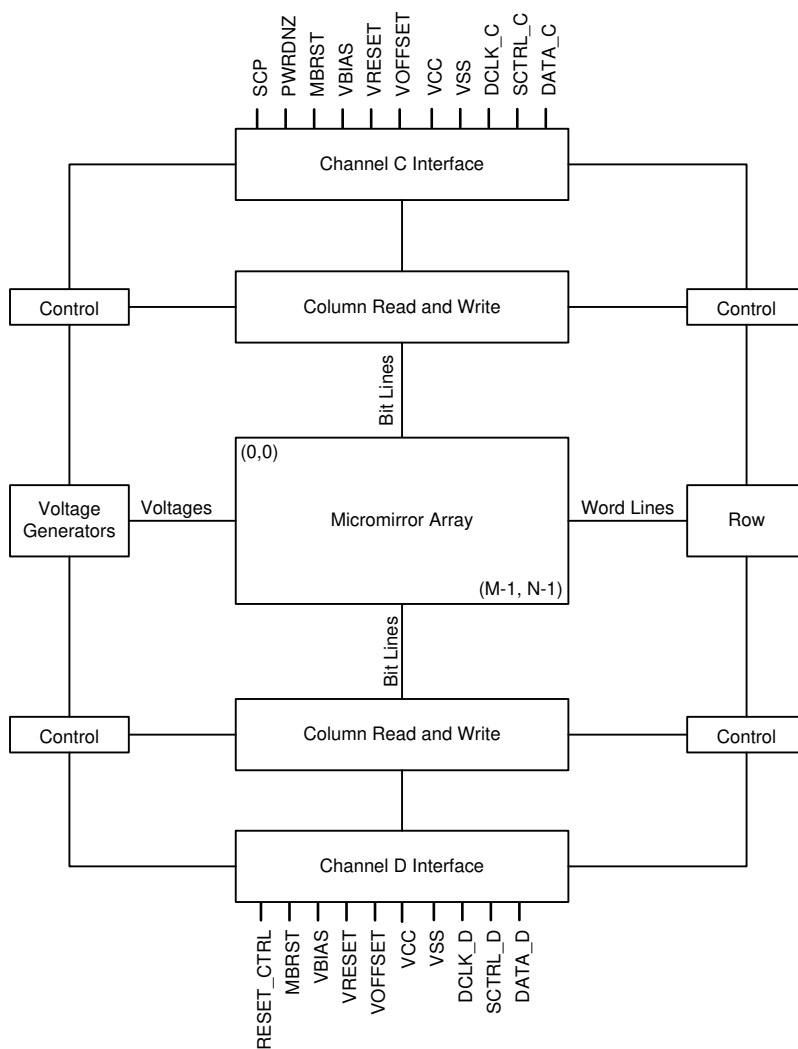 SCP
PWRDNZ
MBRST
VBIAS
VRESET
VOFFSET
VCC
VSS
DCLK_C
SCTRL_C
DATA_C
Channel C Interface
Control
Column Read and Write
Control
Bit Lines
(0,0)
Voltage
Generators
Voltages
Micromirror Array
Word Lines
Row
(M-1, N-1)
Bit Lines
Control
Column Read and Write
Control
Channel D Interface
RESET_CTRL
MBRST
VBIAS
VRESET
VOFFSET
VCC
VSS
DCLK_D
SCTRL_D
DATA_D